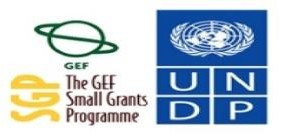 GEF
SGP
The GEF
Small Grants
Programme
U N
D P